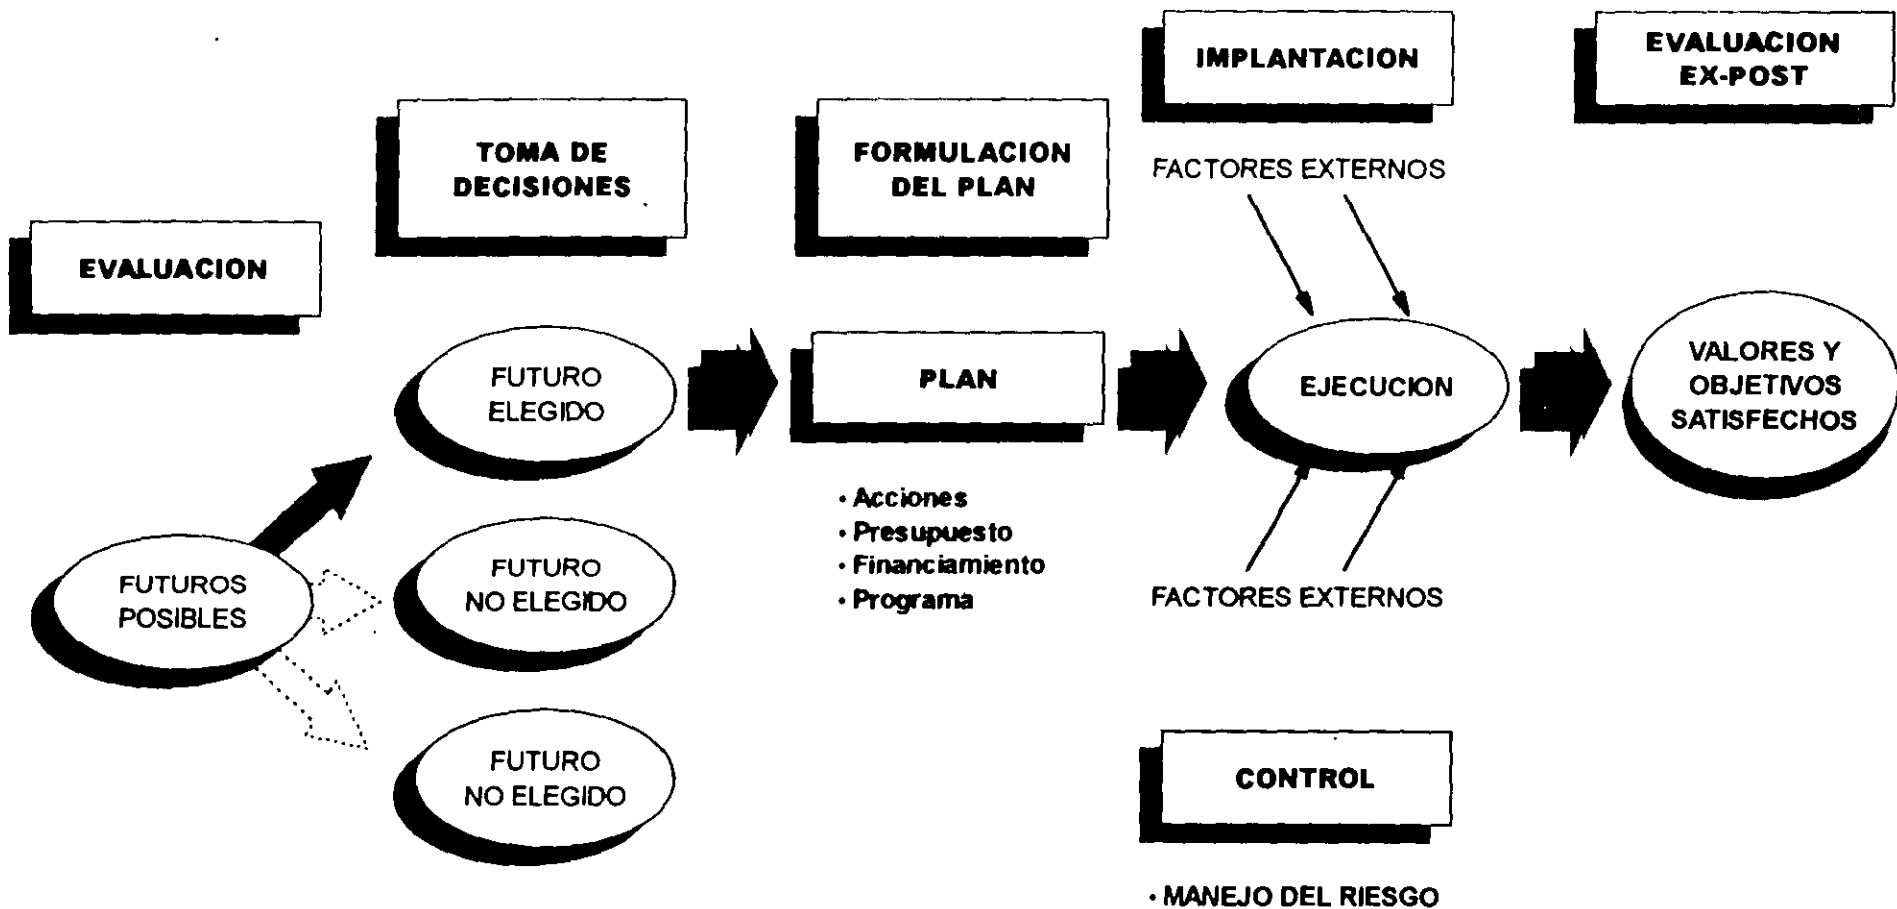 IMPLANTACION
EVALUACION
EX-POST
TOMA DE
DECISIONES
FORMULACION
DEL PLAN
FACTORES EXTERNOS
EVALUACION
FUTURO
ELEGIDO
PLAN
EJECUCION
VALORES Y
OBJETIVOS
SATISFECHOS
• Acciones
• Presupuesto
• Financiamiento
• Programa
FUTUROS
POSIBLES
FUTURO
NO ELEGIDO
FACTORES EXTERNOS
FUTURO
NO ELEGIDO
CONTROL
• MANEJO DEL RIESGO